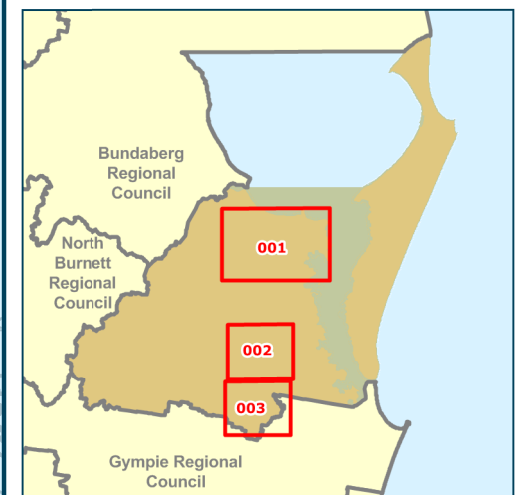 Bundaberg
Regional
Council
North
Burnett
Regional
Council
001
002
003
Gympie Regional
Council